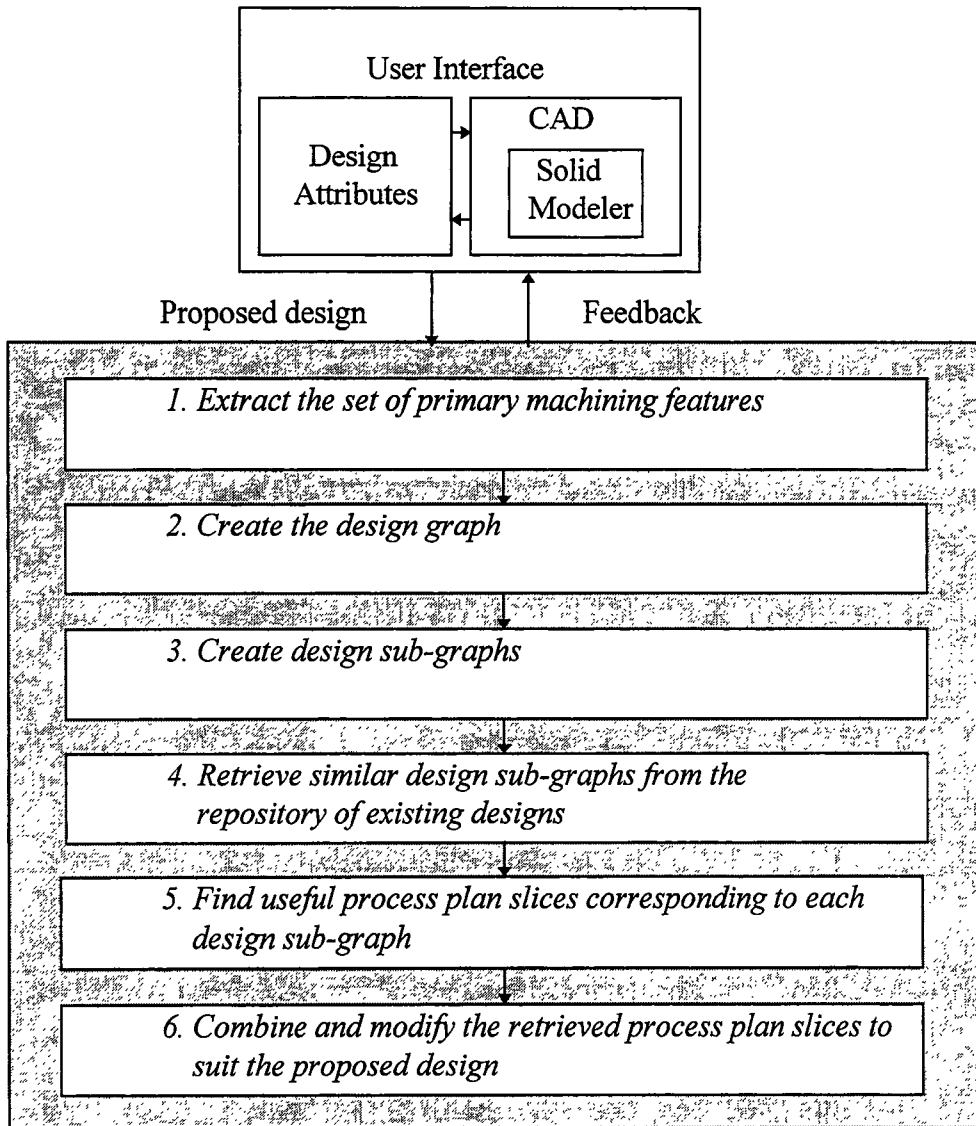 User Interface
Design
Attributes
CAD
Solid
Modeler
Proposed design
Feedback
1. Extract the set of primary machining features
2. Create the design graph
3. Create design sub-graphs
4. Retrieve similar design sub-graphs from the
repository of existing designs
5. Find useful process plan slices corresponding to each
design sub-graph
6. Combine and modify the retrieved process plan slices to
suit the proposed design